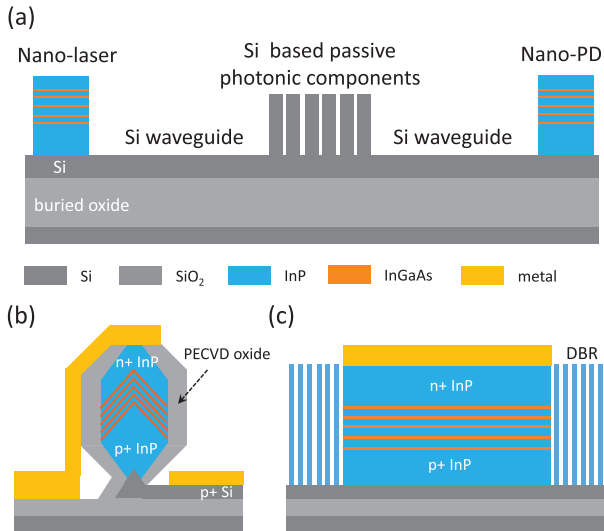 (a)
Nano-laser
Si based passive
photonic components
Nano-PD
Si waveguide
Si waveguide
Si
buried oxide
Si
SiO₂
InP
InGaAs
metal
(b)
n+ InP
PECVD oxide
p+ InP
p+ Si
(c)
DBR
n+ InP
p+ InP